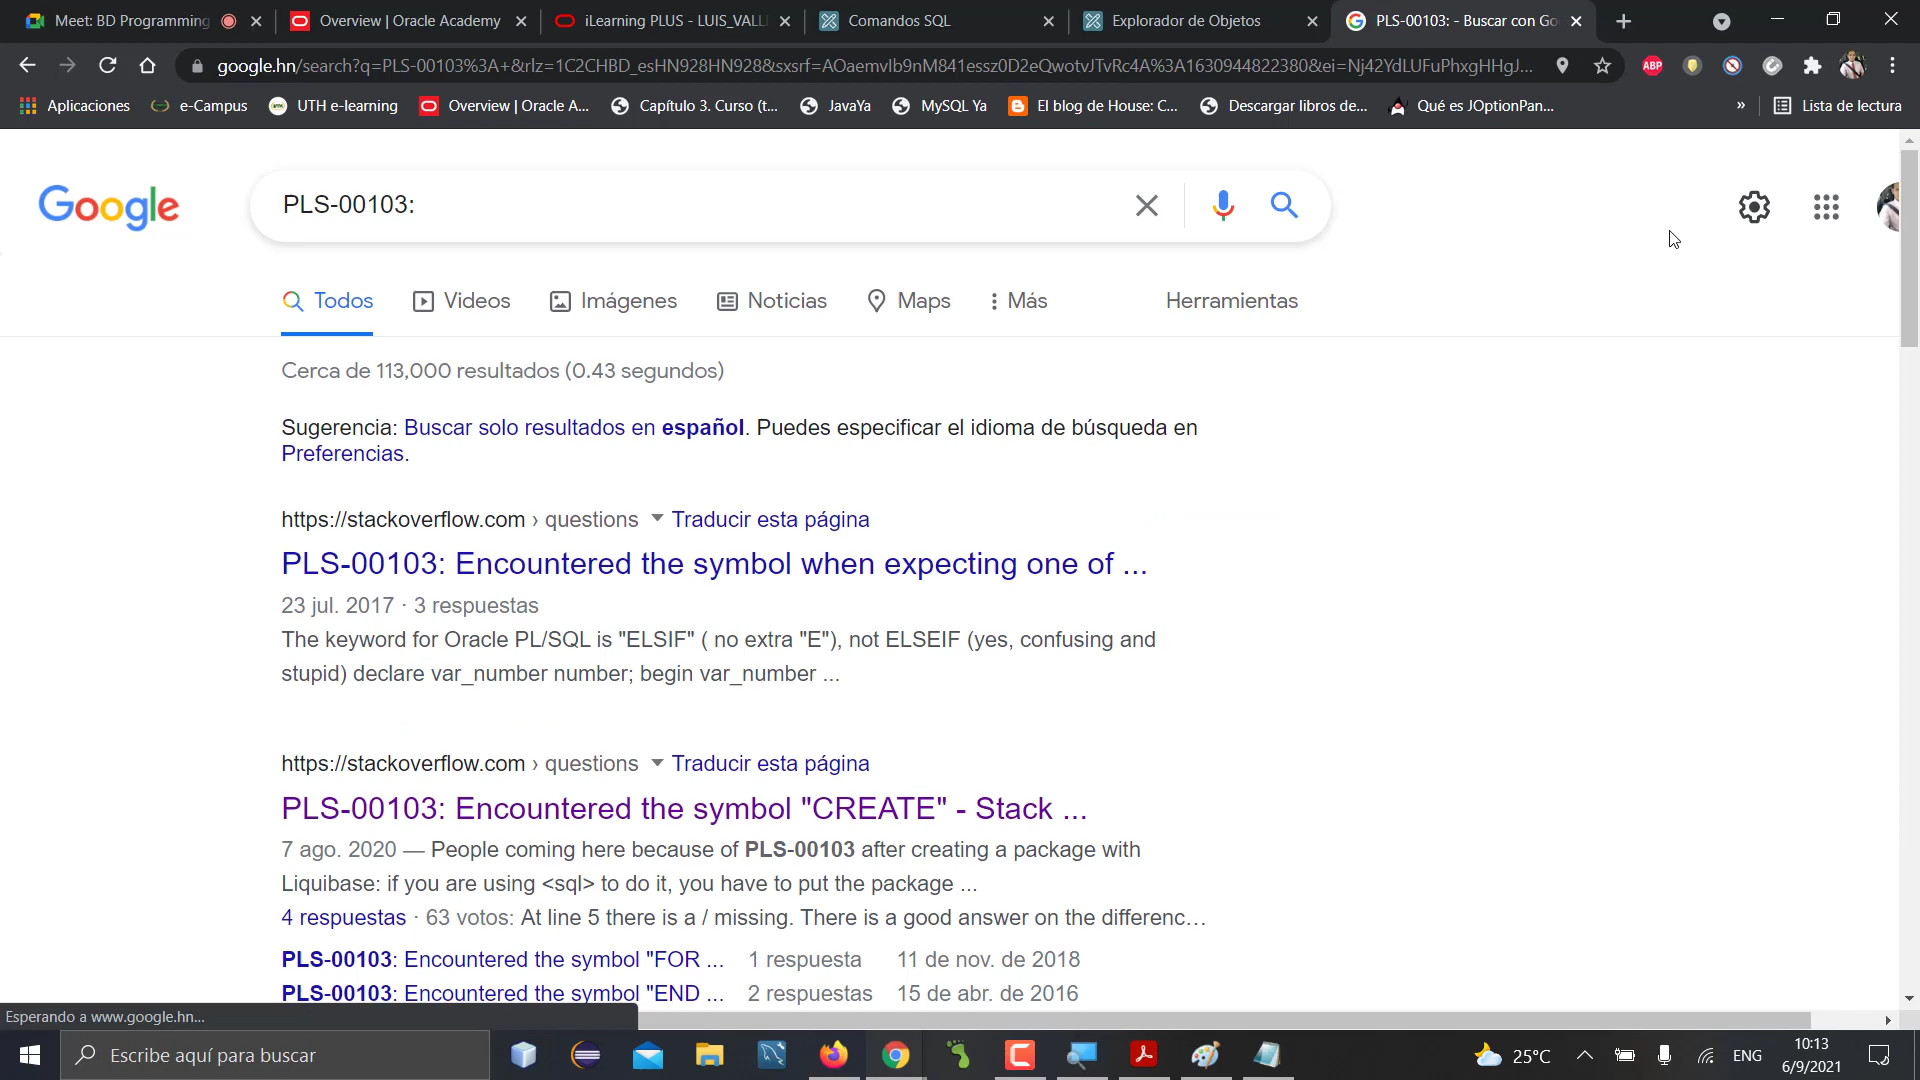 Meet: BD Programming
Overview | Oracle Academy
iLearning PLUS - LUIS_VALL
Comandos SQL
Explorador de Objetos
PLS-00103: - Buscar con Go
google.hn/search?q=PLS-00103%3A+&rlz=1C2CHBD_esHN928HN928&sxsrf=AOaemvIb9nM841essz0D2eQwotvJTvRc4A%3A1630944822380&ei=Nj42YdLUFuPhxgHHgJ...
ABP
Aplicaciones
e-Campus
UTH e-learning
Overview | Oracle A...
Capítulo 3. Curso (t...
JavaYa
MySQL Ya
El blog de House: C...
Descargar libros de...
Qué es JOptionPan...
»
Lista de lectura
Google
PLS-00103:
Todos
Videos
Imágenes
Noticias
Maps
Más
Herramientas
Cerca de 113,000 resultados (0.43 segundos)
Sugerencia: Buscar solo resultados en español. Puedes especificar el idioma de búsqueda en
Preferencias.
https://stackoverflow.com › questions Traducir esta página
PLS-00103: Encountered the symbol when expecting one of ...
23 jul. 2017 · 3 respuestas
The keyword for Oracle PL/SQL is "ELSIF" ( no extra "E"), not ELSEIF (yes, confusing and
stupid) declare var_number number; begin var_number ...
https://stackoverflow.com › questions Traducir esta página
PLS-00103: Encountered the symbol "CREATE" - Stack ...
7 ago. 2020 — People coming here because of PLS-00103 after creating a package with
Liquibase: if you are using <sql> to do it, you have to put the package ...
4 respuestas · 63 votos: At line 5 there is a / missing. There is a good answer on the differenc...
PLS-00103: Encountered the symbol "FOR ... 1 respuesta 11 de nov. de 2018
PLS-00103: Encountered the symbol "END ... 2 respuestas 15 de abr. de 2016
Esperando a www.google.hn...
Escribe aquí para buscar
25°C
ENG
10:13
6/9/2021